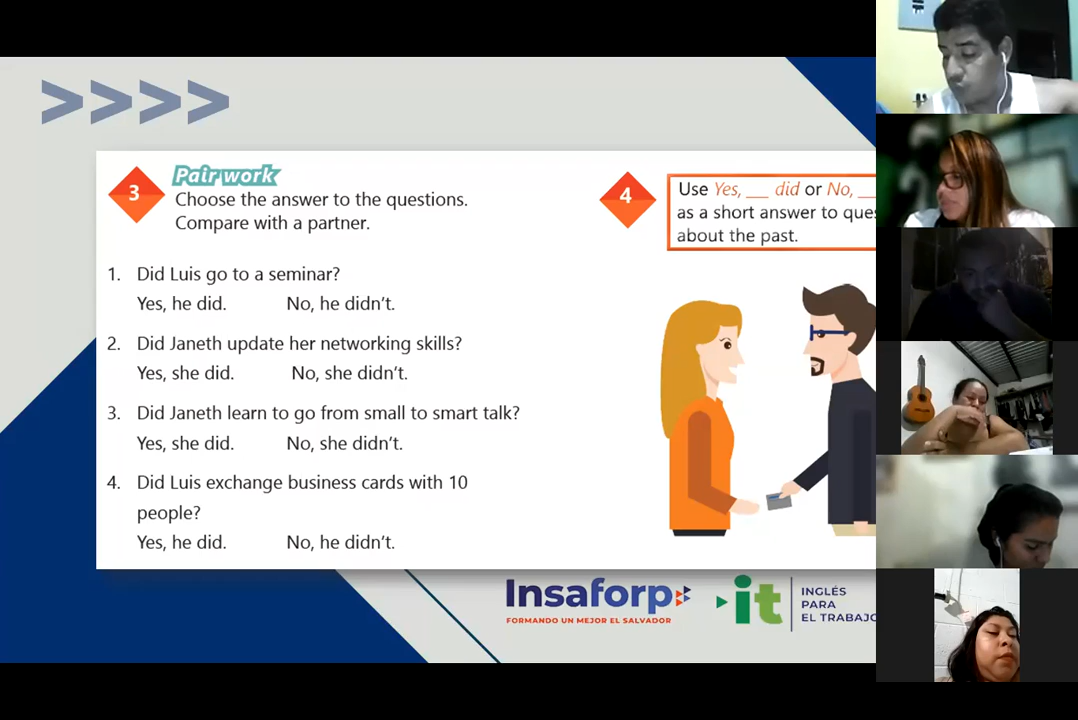 >>>>
3
Pair work
Choose the answer to the questions.
Compare with a partner.
1. Did Luis go to a seminar?
Yes, he did. No, he didn't.
2. Did Janeth update her networking skills?
Yes, she did. No, she didn't.
3. Did Janeth learn to go from small to smart talk?
Yes, she did. No, she didn't.
4. Did Luis exchange business cards with 10
people?
Yes, he did. No, he didn't.
4
Use Yes, __ did or No, __
as a short answer to
about the past.
Insaforp
FORMANDO UN MEJOR EL SALVADOR
it
INGLÉS
PARA
EL TRABAJO